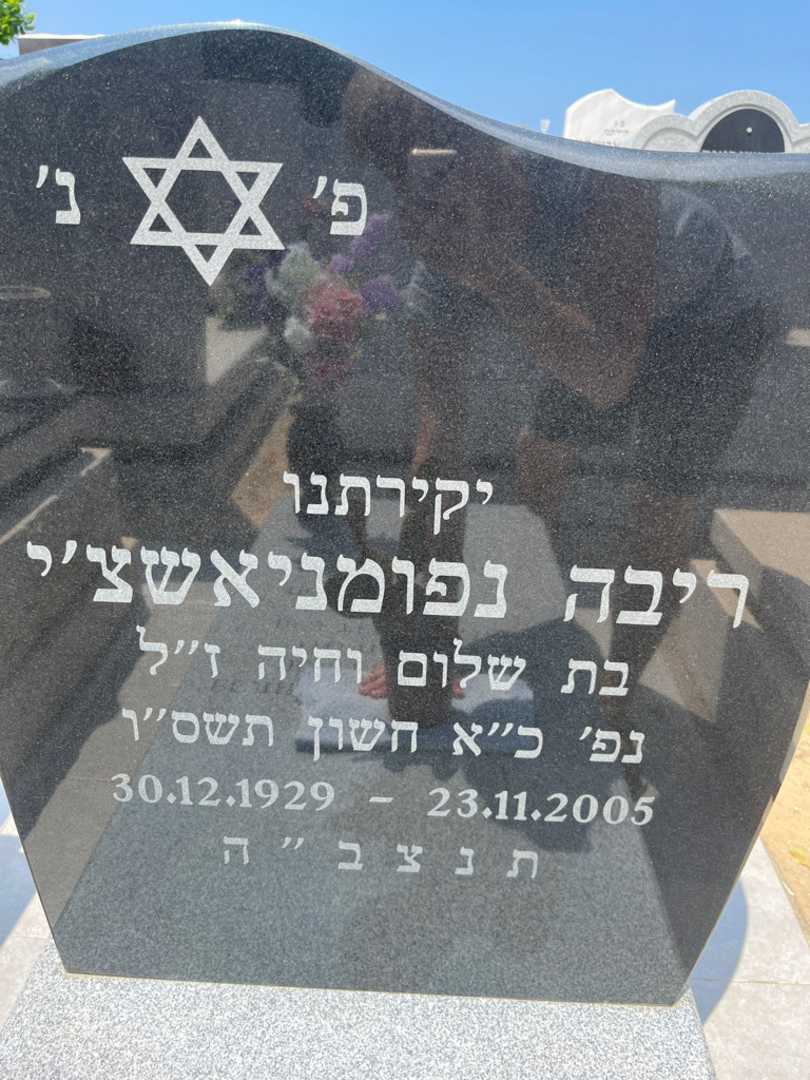 פ׳ נ׳
יקירתנו
ריבה נפומניאשצ׳י
בת שלום וחיה ז״ל
נפ׳ כ״א חשון תשס״ו
30.12.1929 – 23.11.2005
ת נ צ ב ״ ה